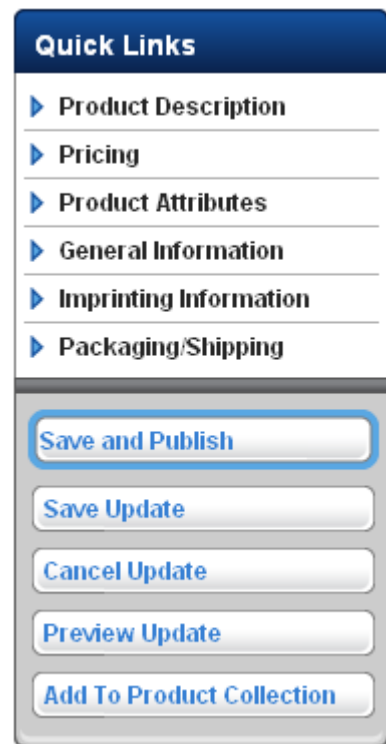 Quick Links
Product Description
Pricing
Product Attributes
General Information
Imprinting Information
Packaging/Shipping
Save and Publish
Save Update
Cancel Update
Preview Update
Add To Product Collection